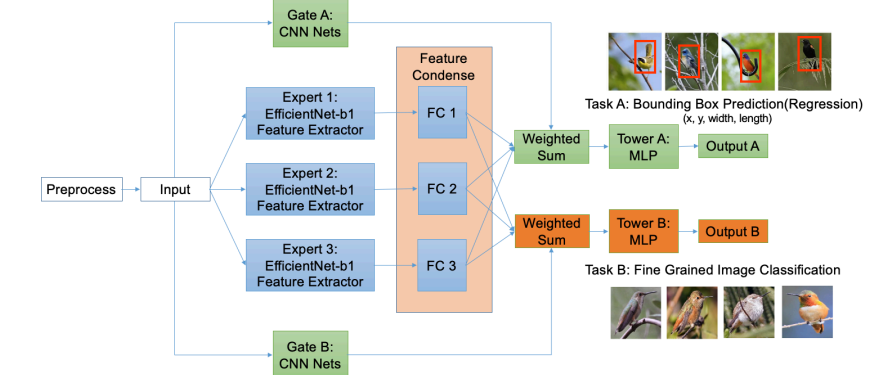 Gate A:
CNN Nets
Feature
Condense
Expert 1:
EfficientNet-b1
Feature Extractor
FC 1
Task A: Bounding Box Prediction(Regression)
(x, y, width, length)
Weighted
Sum
Tower A:
MLP
Output A
Preprocess
Input
Expert 2:
EfficientNet-b1
Feature Extractor
FC 2
Weighted
Sum
Tower B:
MLP
Output B
Expert 3:
EfficientNet-b1
Feature Extractor
FC 3
Task B: Fine Grained Image Classification
Gate B:
CNN Nets